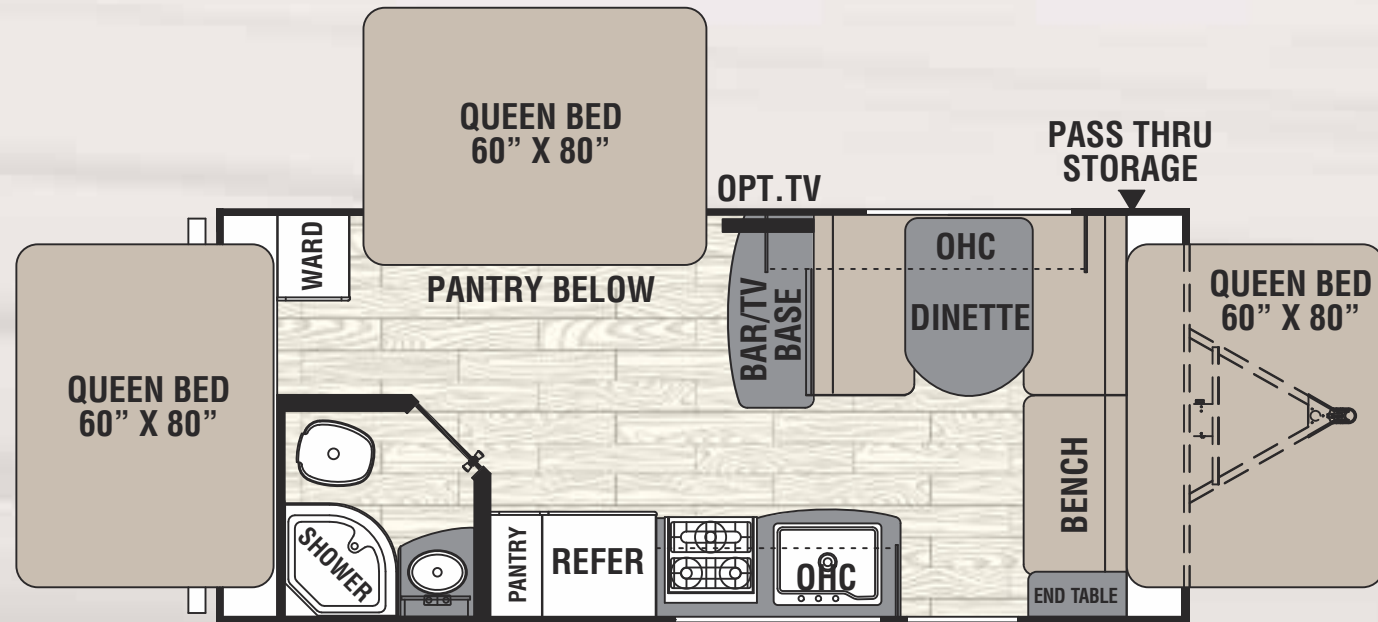 QUEEN BED
60” X 80”
PASS THRU
STORAGE
OPT.TV
WARD
PANTRY BELOW
BAR/TV
BASE
OHC
DINETTE
QUEEN BED
60” X 80”
QUEEN BED
60” X 80”
BENCH
SHOWER
PANTRY
REFER
OHC
END TABLE